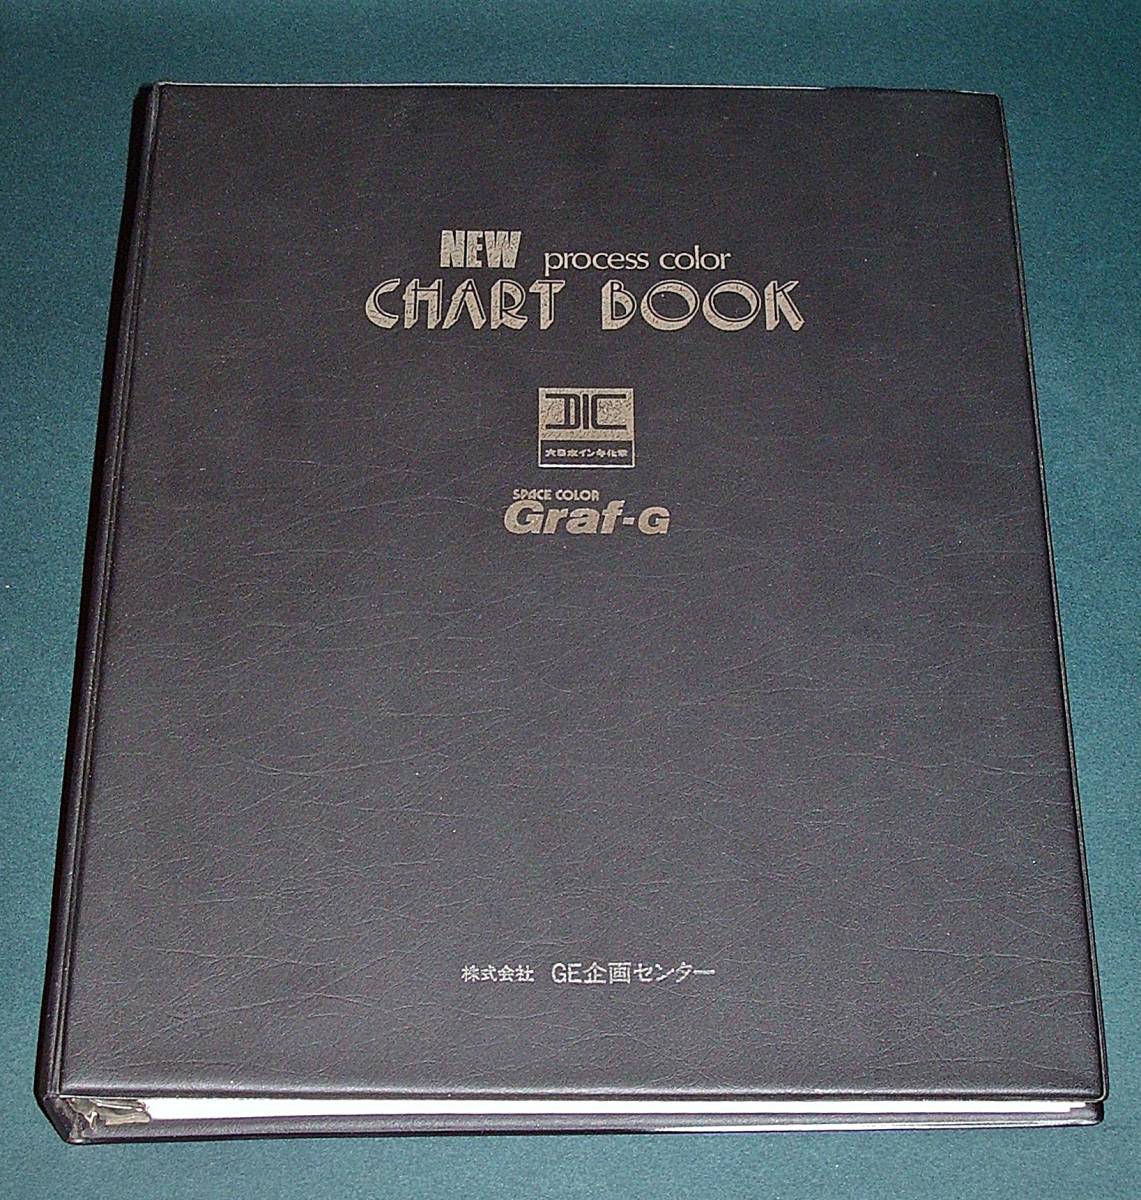 NEW process color
CHART BOOK
DIC
大日本インキ化学
SPACE COLOR
Graf-G
株式会社 GE企画センター